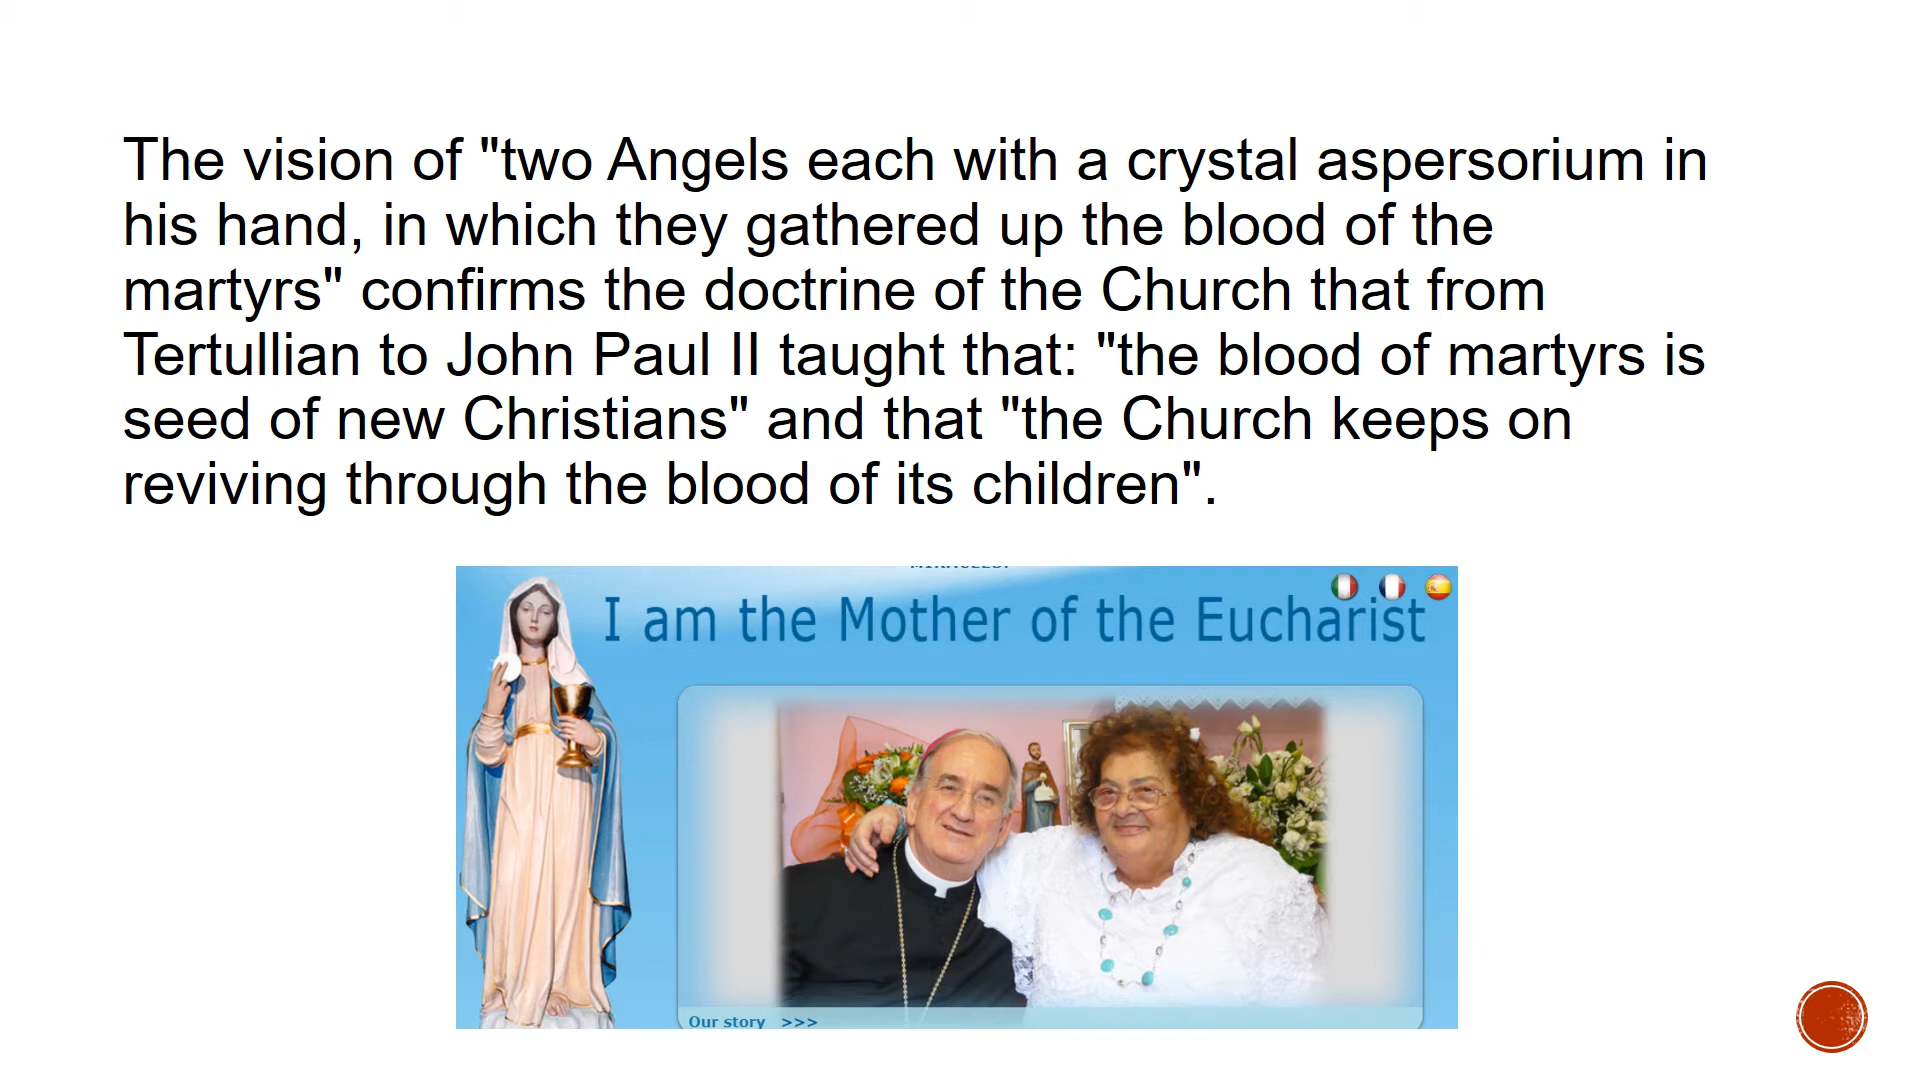 The vision of "two Angels each with a crystal aspersorium in
his hand, in which they gathered up the blood of the
martyrs" confirms the doctrine of the Church that from
Tertullian to John Paul II taught that: "the blood of martyrs is
seed of new Christians" and that "the Church keeps on
reviving through the blood of its children".
I am the Mother of the Eucharist
Our story >>>